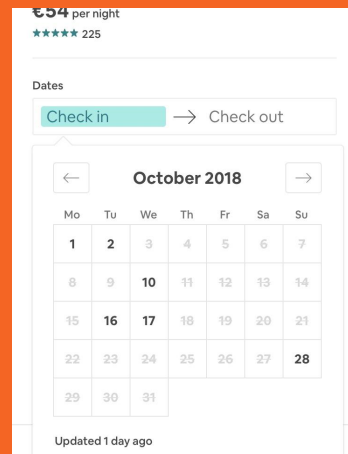 €54 per night
★★★★★ 225
Dates
Check in → Check out
← October 2018 →
Mo Tu We Th Fr Sa Su
1 2 3 4 5 6 7
8 9 10 11 12 13 14
15 16 17 18 19 20 21
22 23 24 25 26 27 28
29 30 31
Updated 1 day ago